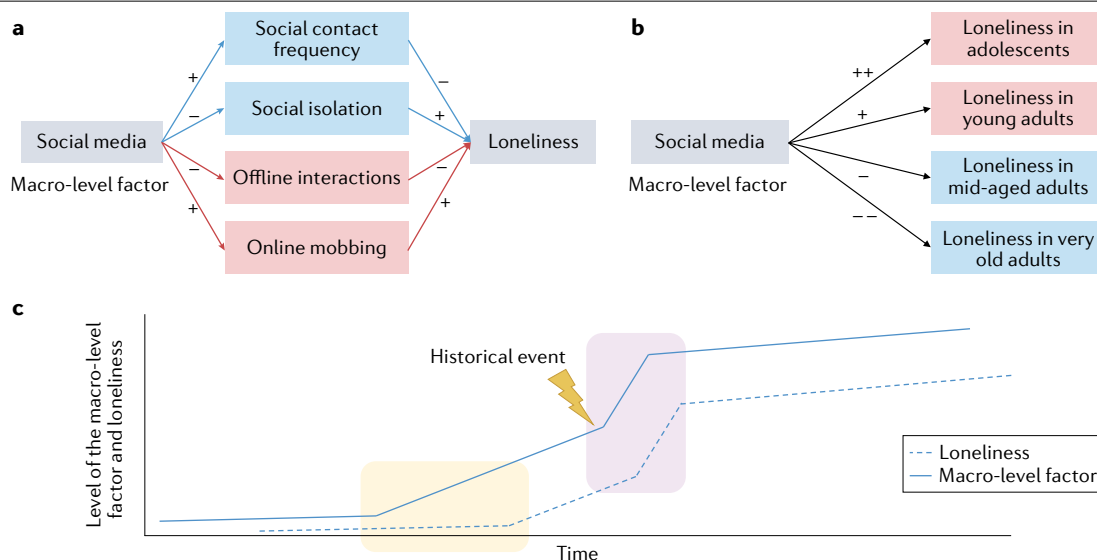 a
Social contact
frequency
+
−
Social isolation
−
+
Social media
Macro-level factor
Loneliness
Offline interactions
−
−
Online mobbing
+
+
b
Loneliness in
adolescents
++
Loneliness in
young adults
+
Social media
Macro-level factor
Loneliness in
mid-aged adults
−
Loneliness in very
old adults
−−
c
Level of the macro-level
factor and loneliness
Historical event
Loneliness
Macro-level factor
Time